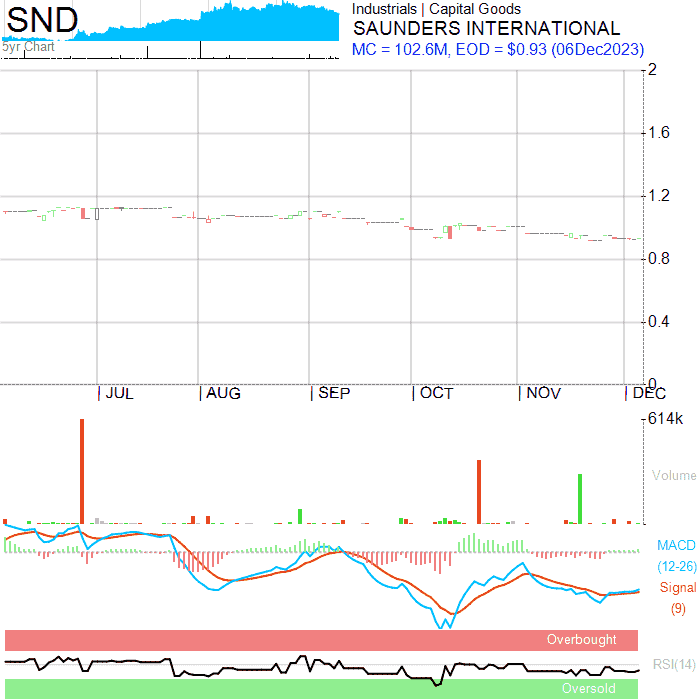 SND
5yr Chart
Industrials | Capital Goods
SAUNDERS INTERNATIONAL
MC = 102.6M, EOD = $0.93 (06Dec2023)
2
1.6
1.2
0.8
0.4
0
JUL
AUG
SEP
OCT
NOV
DEC
614k
Volume
MACD
(12-26)
Signal
(9)
Overbought
RSI(14)
Oversold